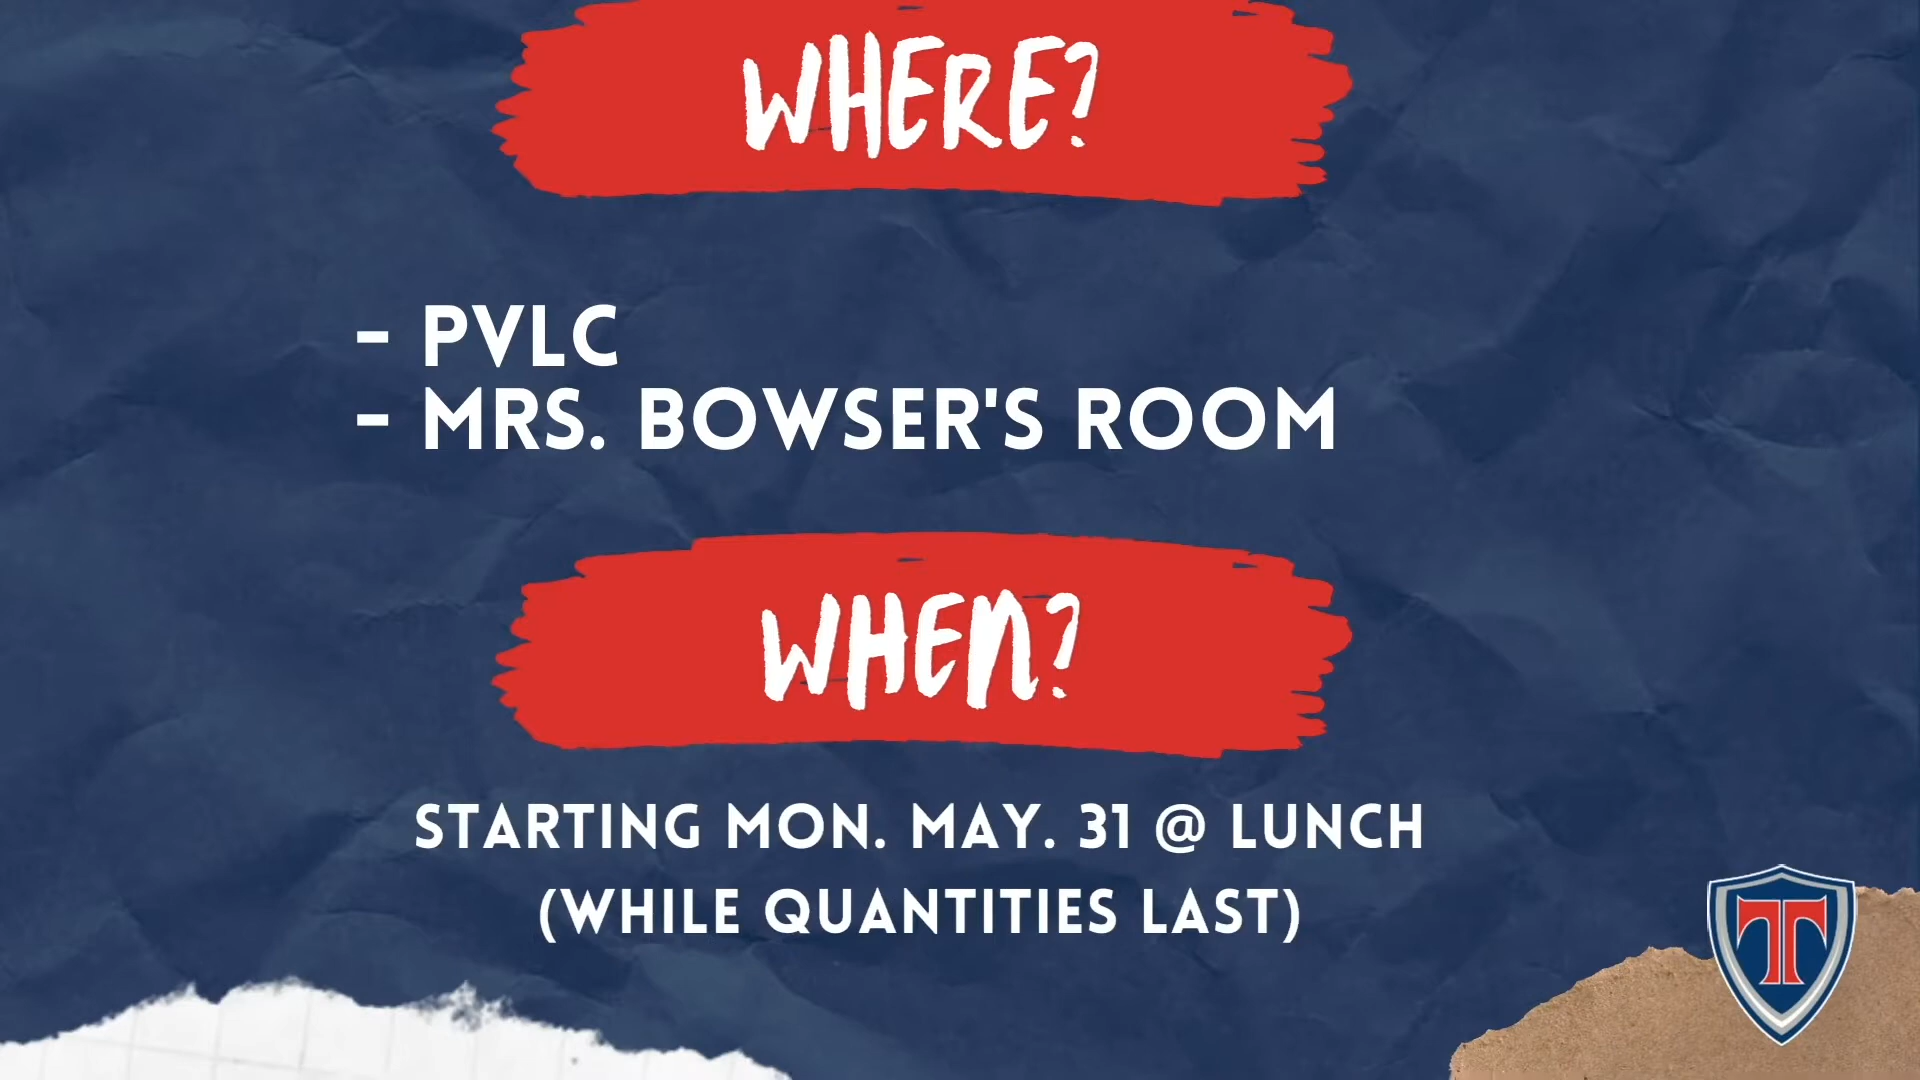 WHERE?
- PVLC
- MRS. BOWSER'S ROOM
WHEN?
STARTING MON. MAY. 31 @ LUNCH
(WHILE QUANTITIES LAST)
T